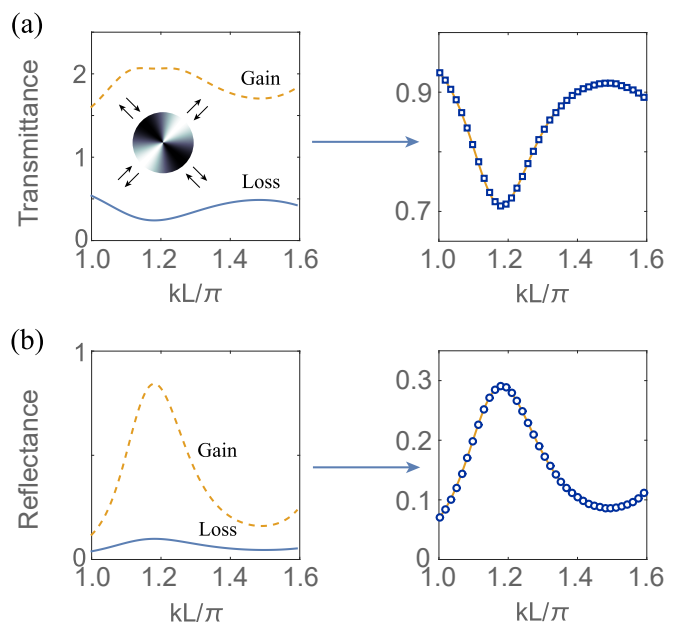 (a)
Transmittance
2
1
0
Gain
Loss
1.0 1.2 1.4 1.6
kL/π
0.9
0.7
1.0 1.2 1.4 1.6
kL/π
(b)
Reflectance
1
0
Gain
Loss
1.0 1.2 1.4 1.6
kL/π
0.3
0.2
0.1
0
1.0 1.2 1.4 1.6
kL/π